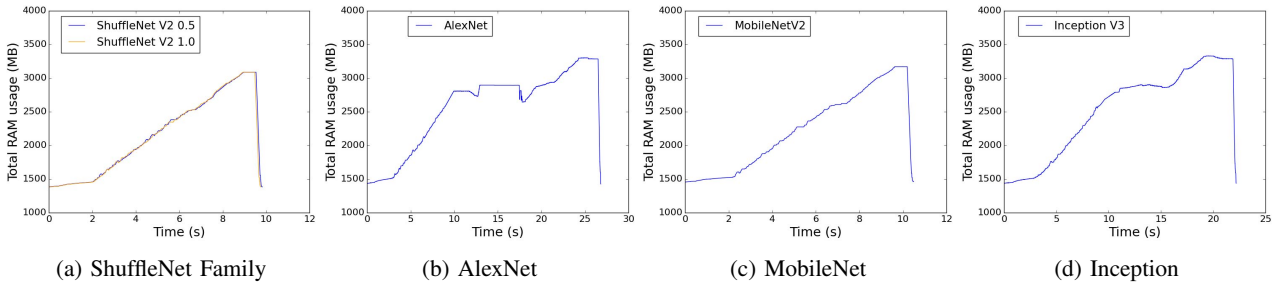 4000
3500
3000
2500
2000
1500
1000
Total RAM usage (MB)
ShuffleNet V2 0.5
ShuffleNet V2 1.0
0 2 4 6 8 10 12
Time (s)
(a) ShuffleNet Family
4000
3500
3000
2500
2000
1500
1000
Total RAM usage (MB)
AlexNet
0 5 10 15 20 25 30
Time (s)
(b) AlexNet
4000
3500
3000
2500
2000
1500
1000
Total RAM usage (MB)
MobileNetV2
0 2 4 6 8 10 12
Time (s)
(c) MobileNet
4000
3500
3000
2500
2000
1500
1000
Total RAM usage (MB)
Inception V3
0 5 10 15 20 25
Time (s)
(d) Inception